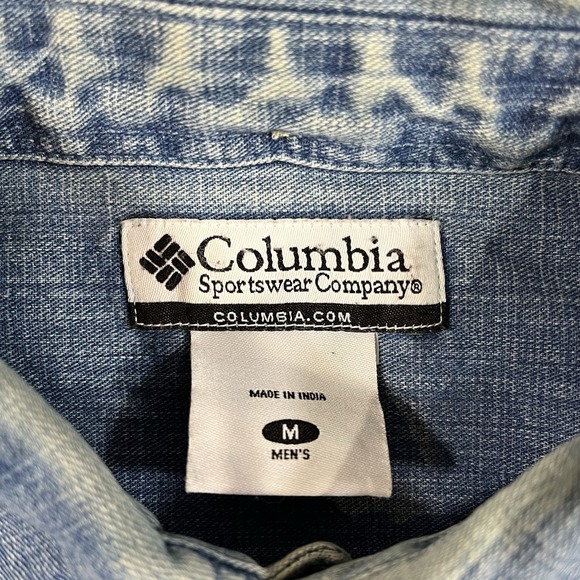 Columbia
Sportswear Company®
COLUMBIA.COM
MADE IN INDIA
M
MEN'S